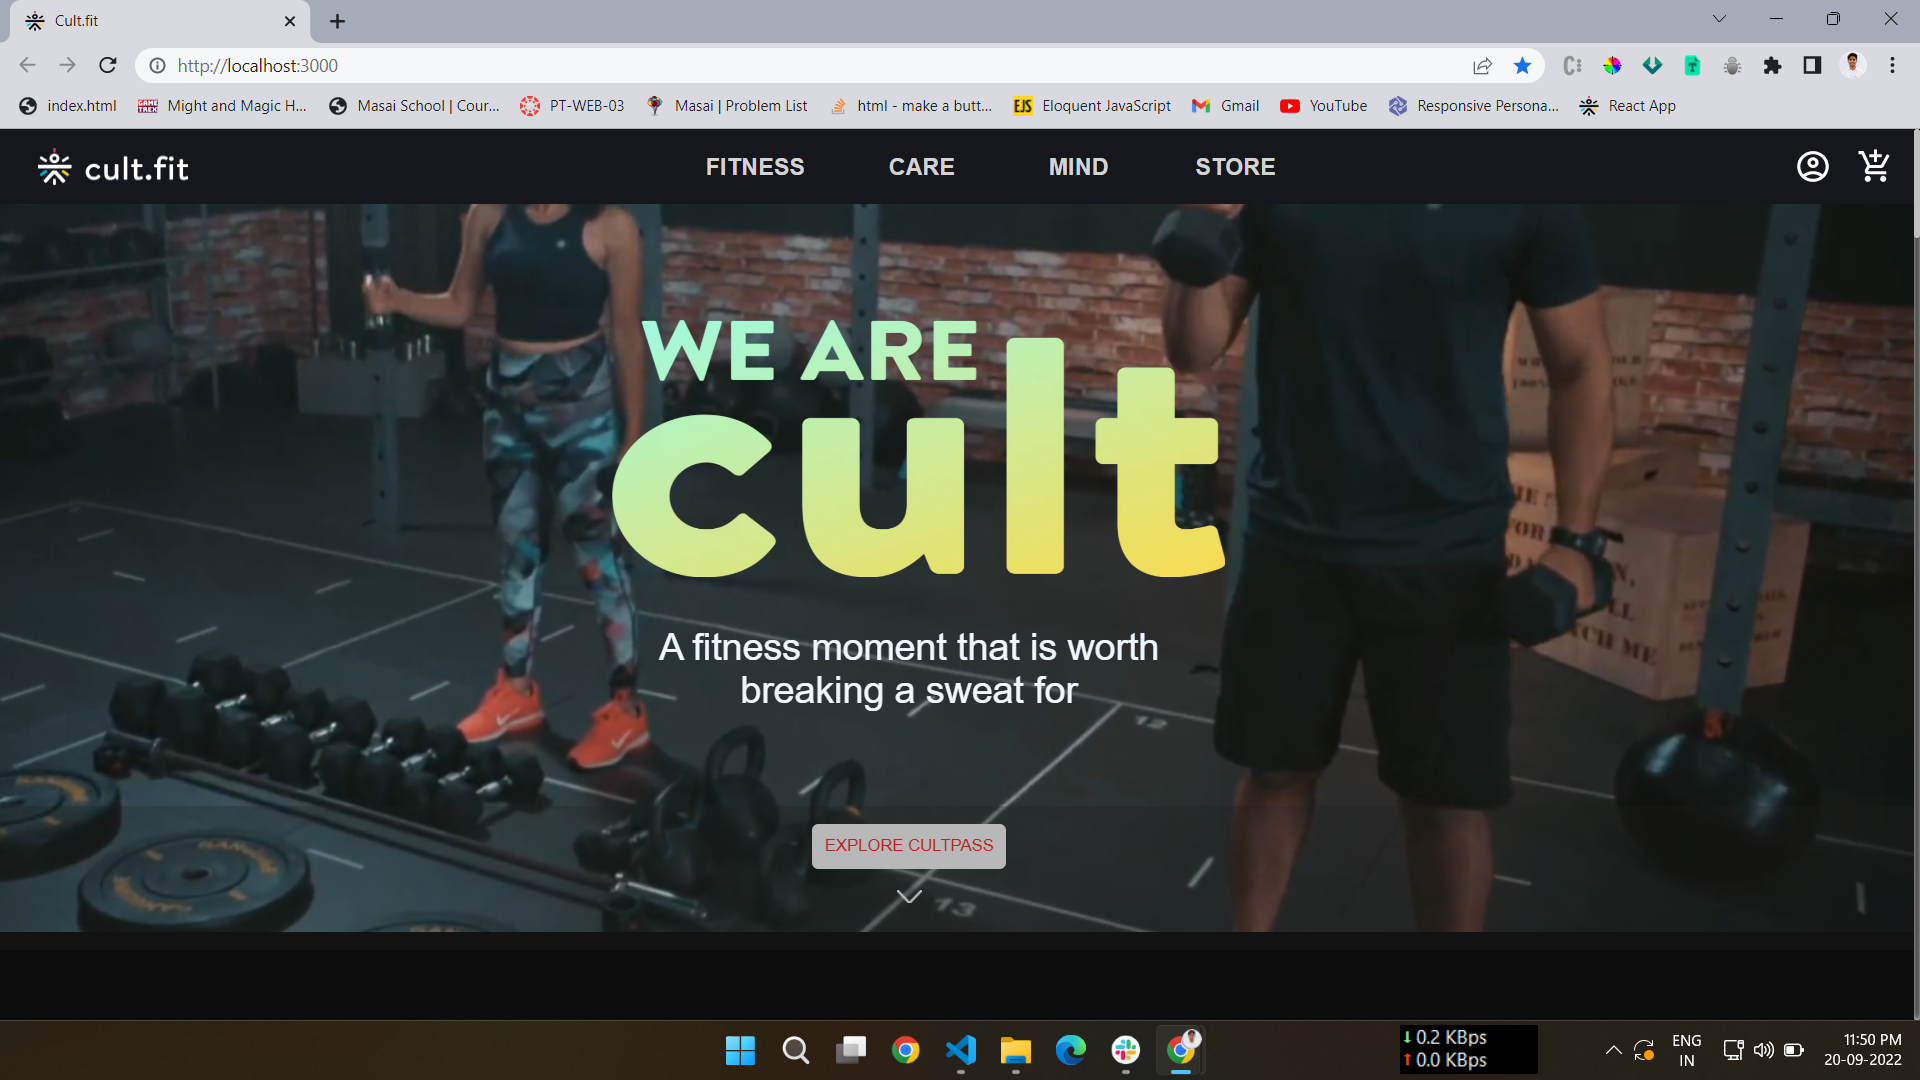 Cult.fit
http://localhost:3000
index.html
Might and Magic H...
Masai School | Cour...
PT-WEB-03
Masai | Problem List
html - make a butt...
EJS
Eloquent JavaScript
Gmail
YouTube
Responsive Persona...
React App
cult.fit
FITNESS
CARE
MIND
STORE
WE ARE
cult
A fitness moment that is worth
breaking a sweat for
12
EXPLORE CULTPASS
13
0.2 KBps
0.0 KBps
ENG
IN
11:50 PM
20-09-2022